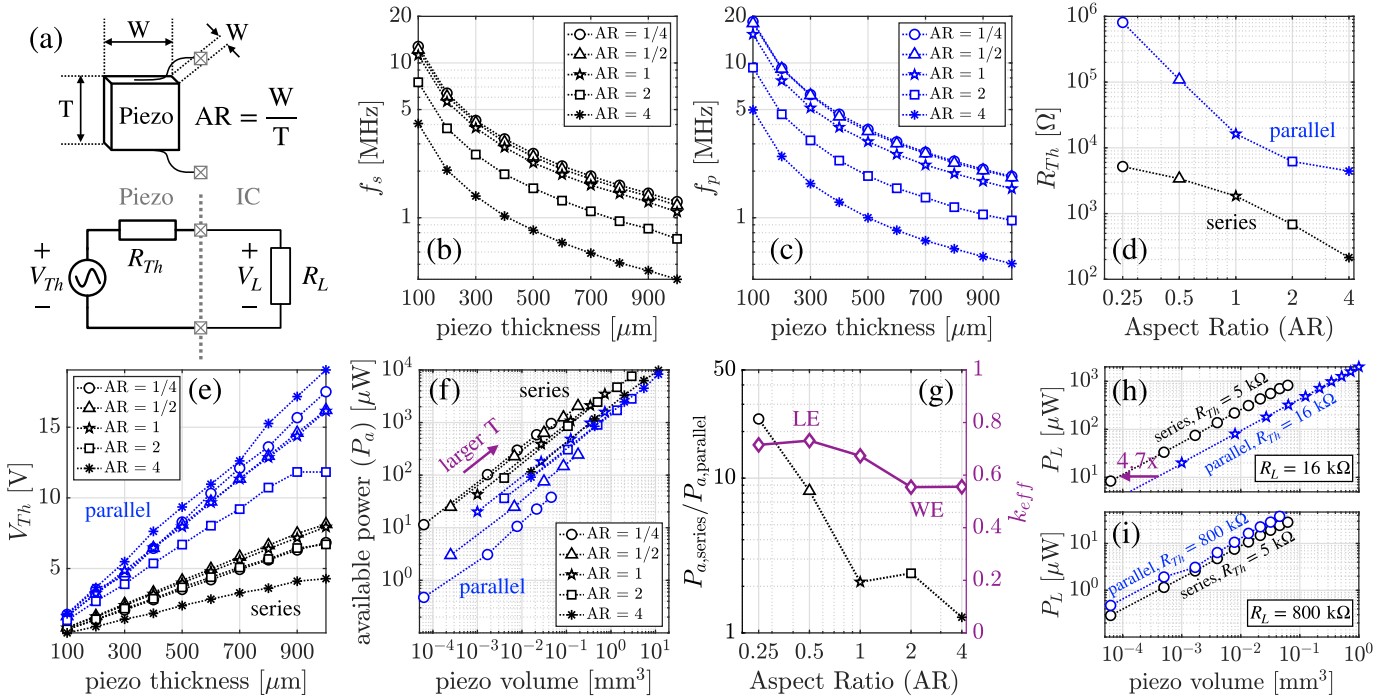 (a)
W
W
T
Piezo
AR = W/T
Piezo
IC
+
V_Th
−
R_Th
+
V_L
−
R_L
20
10
5
1
f_s [MHz]
AR = 1/4
AR = 1/2
AR = 1
AR = 2
AR = 4
(b)
100 300 500 700 900
piezo thickness [μm]
20
10
5
1
f_p [MHz]
AR = 1/4
AR = 1/2
AR = 1
AR = 2
AR = 4
(c)
100 300 500 700 900
piezo thickness [μm]
10^6
10^5
10^4
10^3
10^2
R_Th [Ω]
parallel
series
(d)
0.25 0.5 1 2 4
Aspect Ratio (AR)
15
10
5
V_Th [V]
AR = 1/4
AR = 1/2
AR = 1
AR = 2
AR = 4
(e)
parallel
series
100 300 500 700 900
piezo thickness [μm]
10^4
10^3
10^2
10^1
10^0
available power (P_a) [μW]
(f)
series
larger T
parallel
AR = 1/4
AR = 1/2
AR = 1
AR = 2
AR = 4
10^−4 10^−3 10^−2 10^−1 10^0 10^1
piezo volume [mm^3]
50
10
1
P_a,series/P_a,parallel
(g)
LE
WE
1
0.8
0.6
0.4
0.2
0
k_eff
0.25 0.5 1 2 4
Aspect Ratio (AR)
(h)
10^3
10^2
10^1
P_L [μW]
series, R_Th = 5 kΩ
parallel, R_Th = 16 kΩ
4.7x
R_L = 16 kΩ
(i)
10^0
P_L [μW]
parallel, R_Th = 800 kΩ
series, R_Th = 5 kΩ
R_L = 800 kΩ
10^−4 10^−3 10^−2 10^−1 10^0
piezo volume [mm^3]